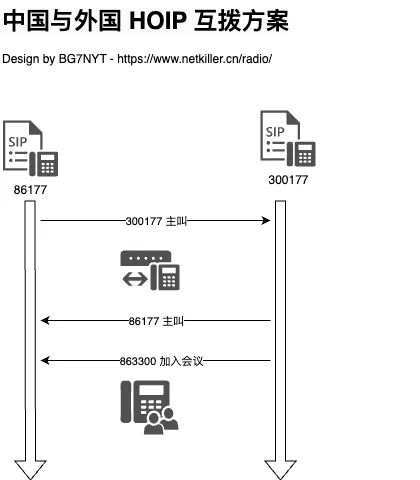 中国与外国 HOIP 互拨方案
Design by BG7NYT - https://www.netkiller.cn/radio/
SIP
SIP
86177
300177
300177 主叫
86177 主叫
863300 加入会议